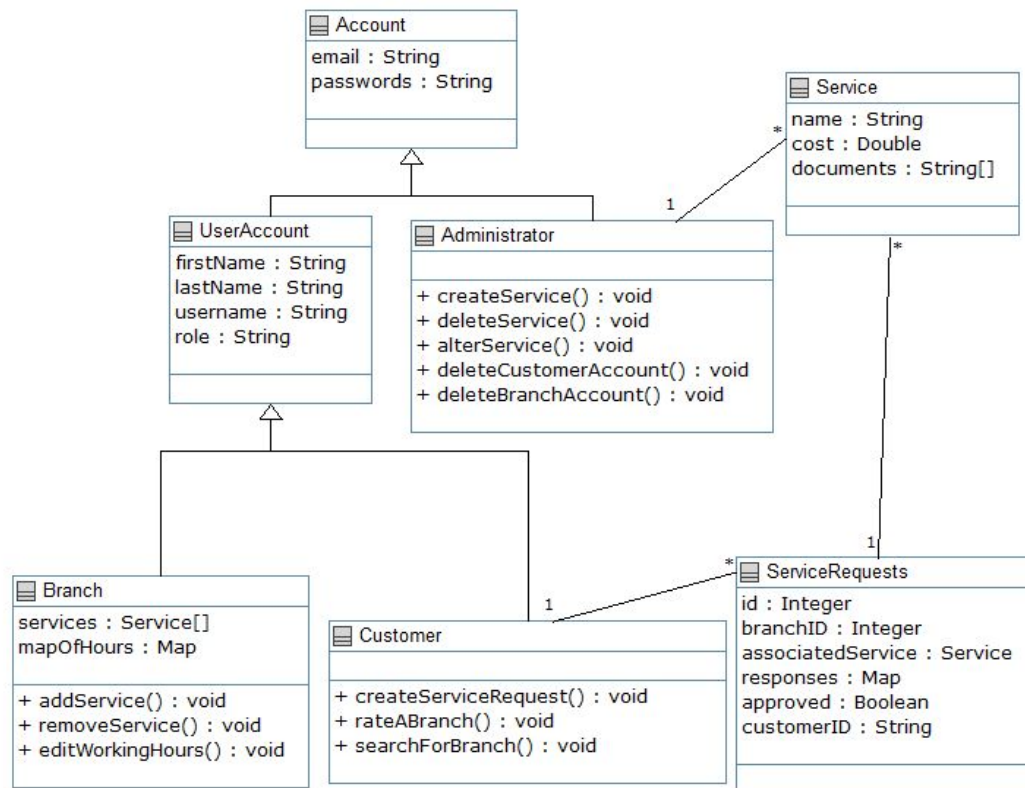 Account
email : String
passwords : String
Service
name : String
cost : Double
documents : String[]
*
1
UserAccount
firstName : String
lastName : String
username : String
role : String
Administrator
+ createService() : void
+ deleteService() : void
+ alterService() : void
+ deleteCustomerAccount() : void
+ deleteBranchAccount() : void
*
1
Branch
services : Service[]
mapOfHours : Map
+ addService() : void
+ removeService() : void
+ editWorkingHours() : void
1
*
Customer
+ createServiceRequest() : void
+ rateABranch() : void
+ searchForBranch() : void
ServiceRequests
id : Integer
branchID : Integer
associatedService : Service
responses : Map
approved : Boolean
customerID : String